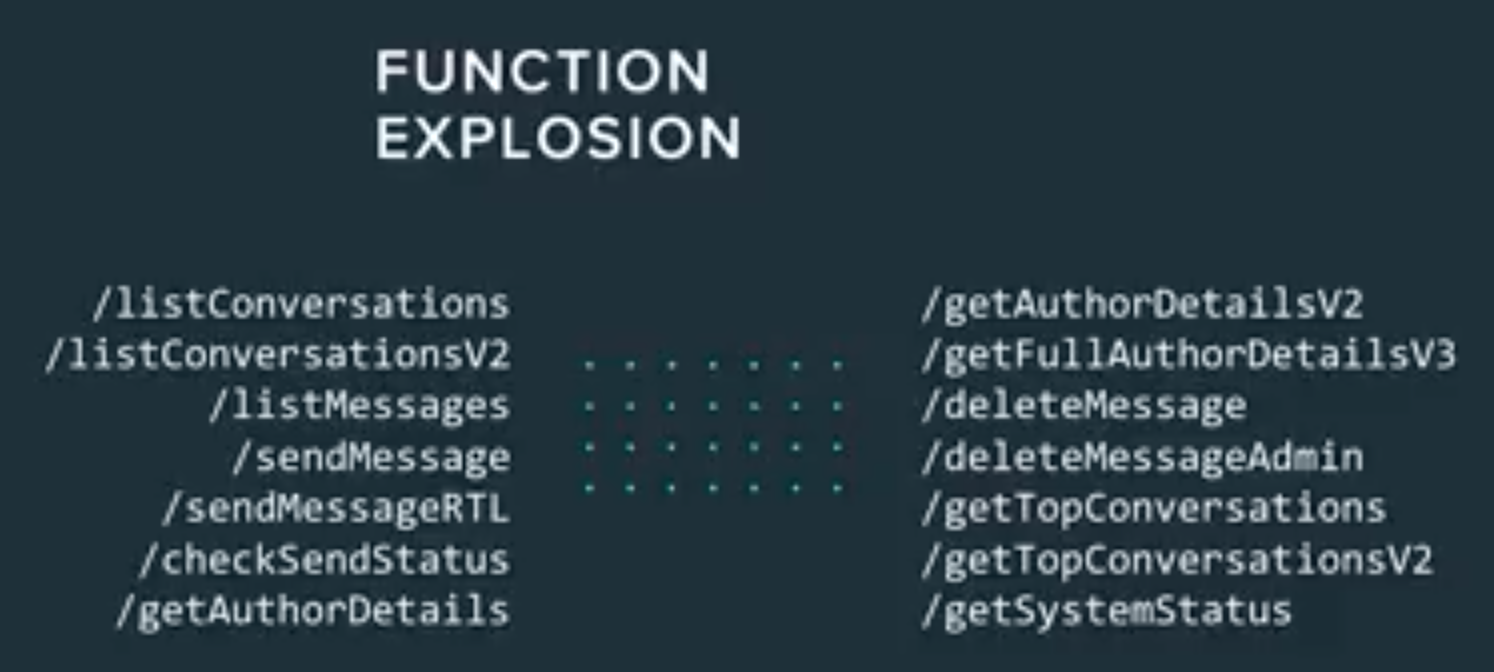 FUNCTION
EXPLOSION
/listConversations
/listConversationsV2
/listMessages
/sendMessage
/sendMessageRTL
/checkSendStatus
/getAuthorDetails
/getAuthorDetailsV2
/getFullAuthorDetailsV3
/deleteMessage
/deleteMessageAdmin
/getTopConversations
/getTopConversationsV2
/getSystemStatus